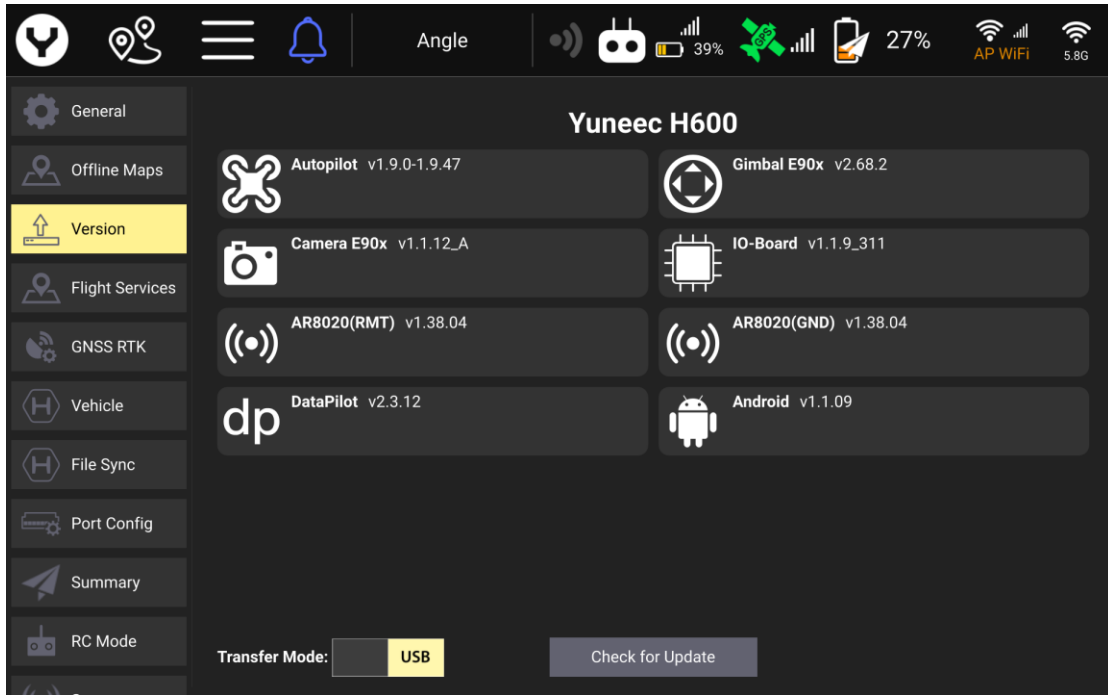 Angle
39%
GPS
27%
AP WiFi
5.8G
General
Offline Maps
Version
Flight Services
GNSS RTK
Vehicle
File Sync
Port Config
Summary
RC Mode
Yuneec H600
Autopilot v1.9.0-1.9.47
Gimbal E90x v2.68.2
Camera E90x v1.1.12_A
IO-Board v1.1.9_311
AR8020(RMT) v1.38.04
AR8020(GND) v1.38.04
dp
DataPilot v2.3.12
Android v1.1.09
Transfer Mode: USB
Check for Update